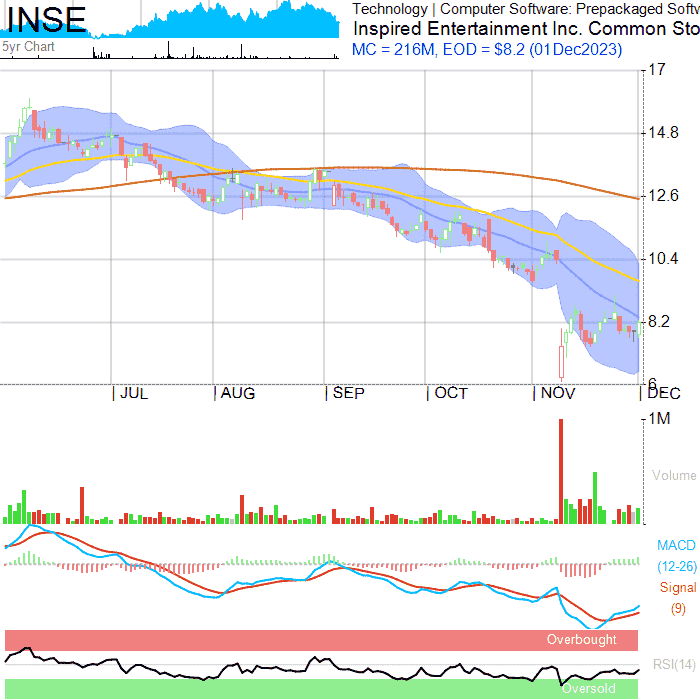 INSE
Technology | Computer Software: Prepackaged Softw
Inspired Entertainment Inc. Common Sto
5yr Chart
MC = 216M, EOD = $8.2 (01Dec2023)
17
14.8
12.6
10.4
8.2
6
JUL
AUG
SEP
OCT
NOV
DEC
1M
Volume
MACD
(12-26)
Signal
(9)
Overbought
RSI(14)
Oversold